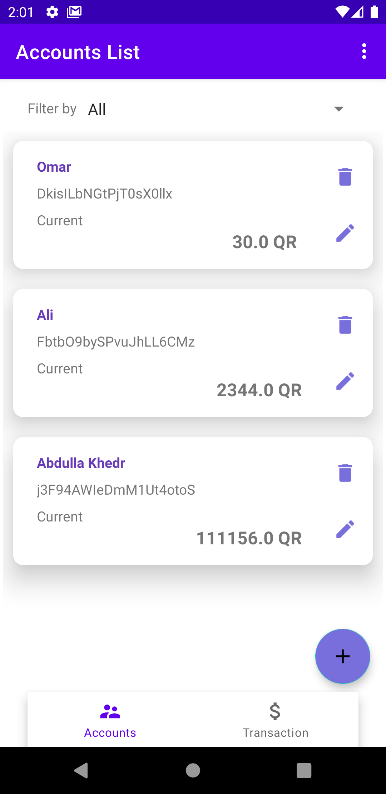 2:01
Accounts List
Filter by All
Omar
DkisILbNGtPjT0sX0llx
Current
30.0 QR
Ali
FbtbO9bySPvuJhLL6CMz
Current
2344.0 QR
Abdulla Khedr
j3F94AWIeDmM1Ut4otoS
Current
111156.0 QR
Accounts
Transaction